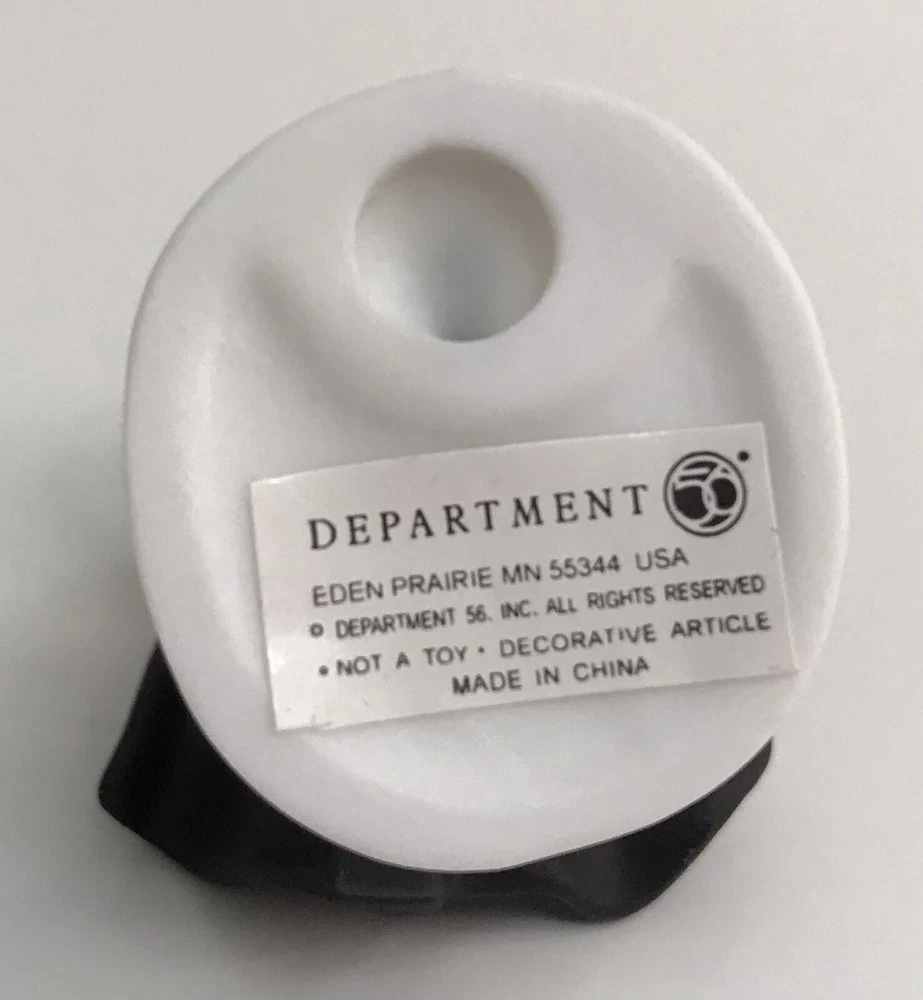 DEPARTMENT 56
EDEN PRAIRIE MN 55344 USA
© DEPARTMENT 56, INC. ALL RIGHTS RESERVED
• NOT A TOY • DECORATIVE ARTICLE
MADE IN CHINA